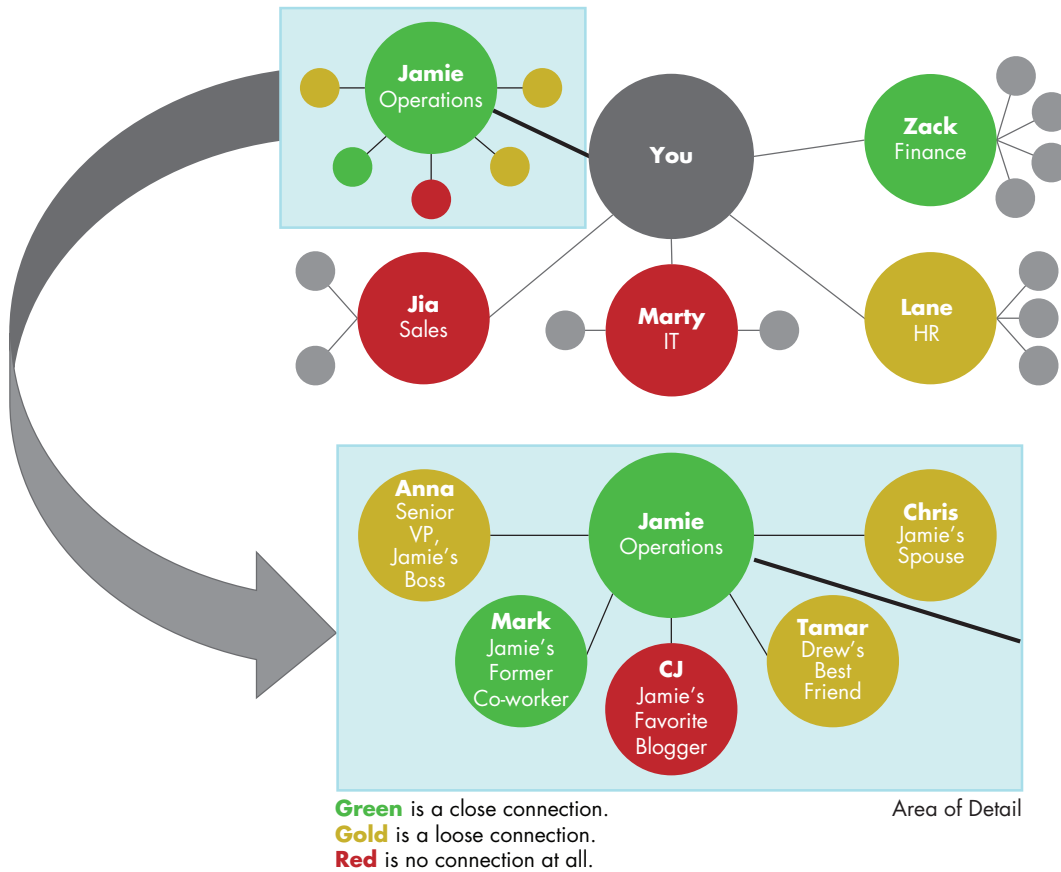 Jamie
Operations
You
Zack
Finance
Jia
Sales
Marty
IT
Lane
HR
Anna
Senior
VP,
Jamie's
Boss
Jamie
Operations
Chris
Jamie's
Spouse
Mark
Jamie's
Former
Co-worker
CJ
Jamie's
Favorite
Blogger
Tamar
Drew's
Best
Friend
Green is a close connection.
Area of Detail
Gold is a loose connection.
Red is no connection at all.